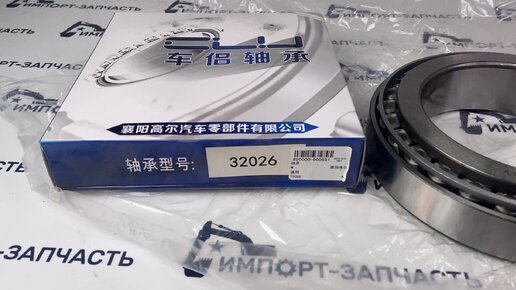 ИМПОРТ-ЗАПЧАСТЬ
车侣轴承
襄阳高尔汽车零部件有限公司
轴承型号:
32026
ИМПОРТ-ЗАПЧАСТЬ
ИМПОРТ-ЗАПЧАСТЬ